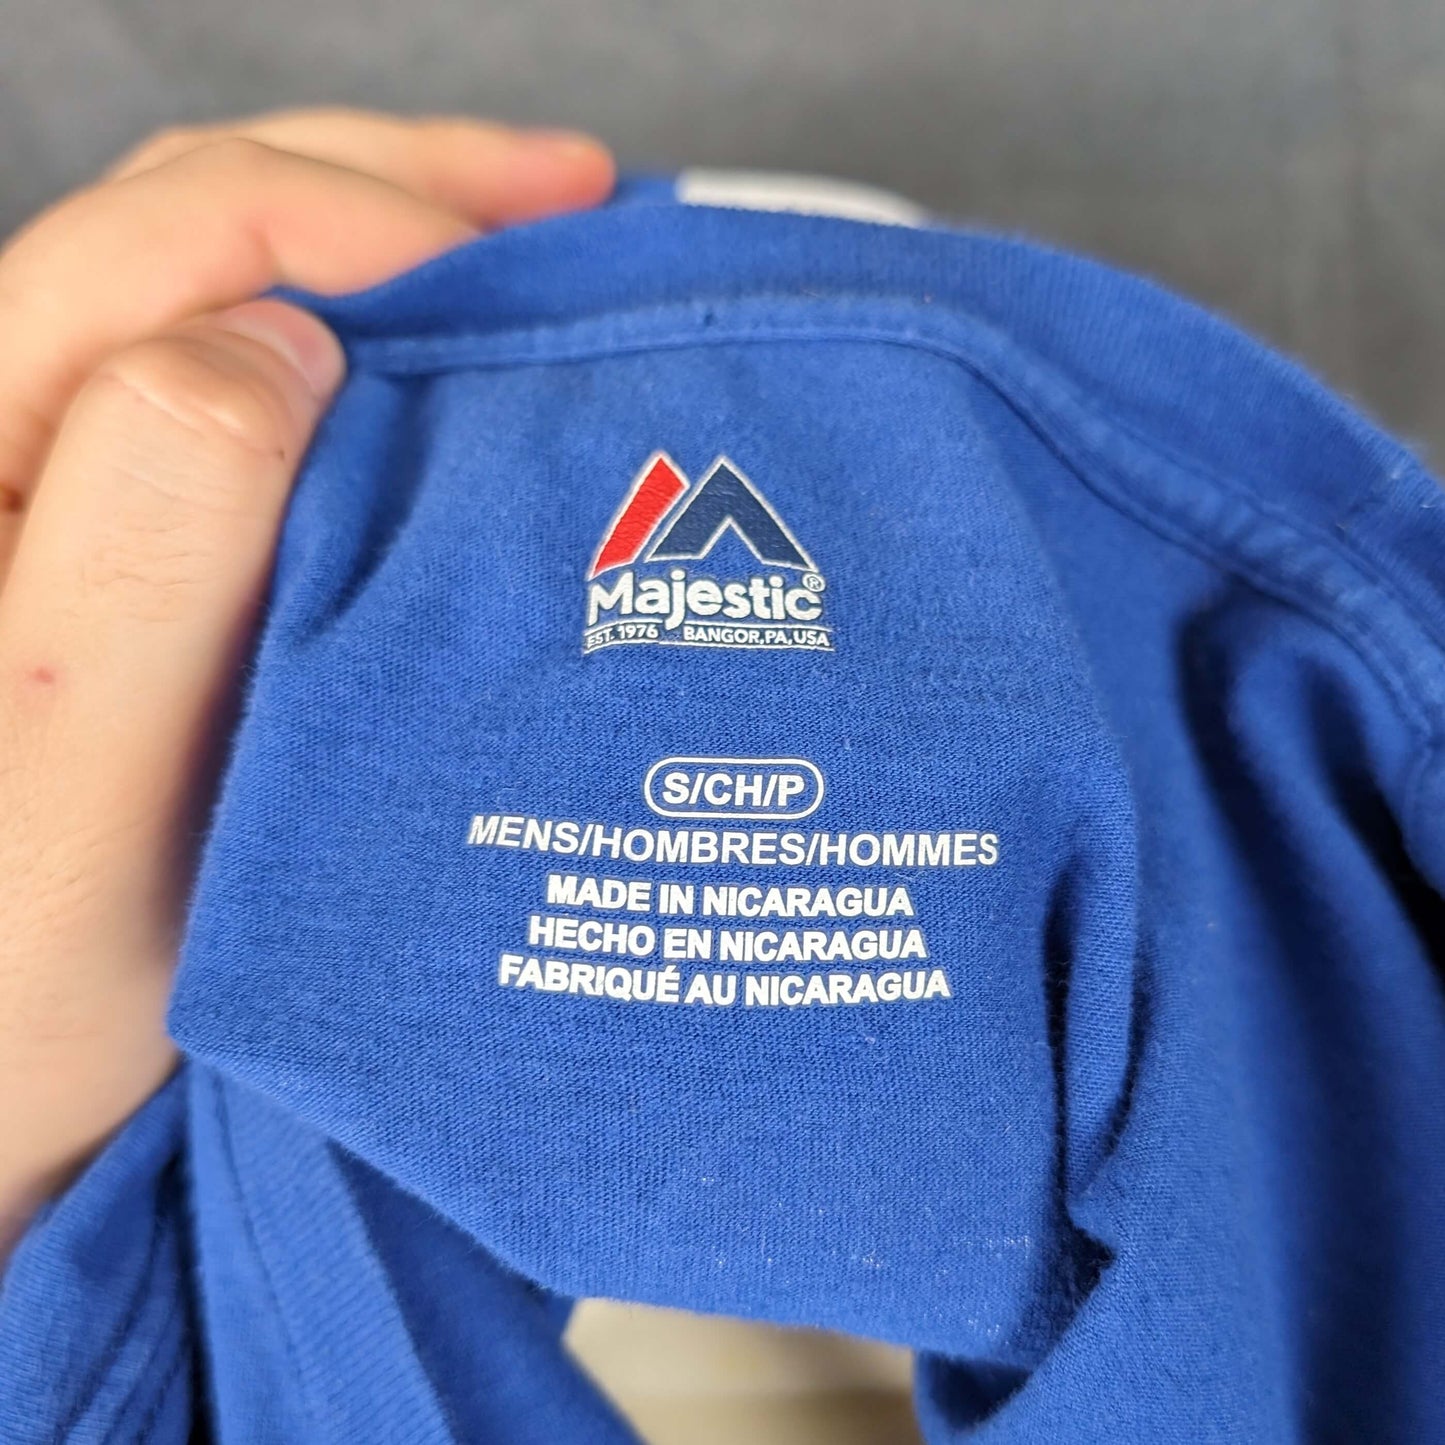 Majestic®
EST. 1976 BANGOR, PA, USA
S/CH/P
MENS/HOMBRES/HOMMES
MADE IN NICARAGUA
HECHO EN NICARAGUA
FABRIQUÉ AU NICARAGUA